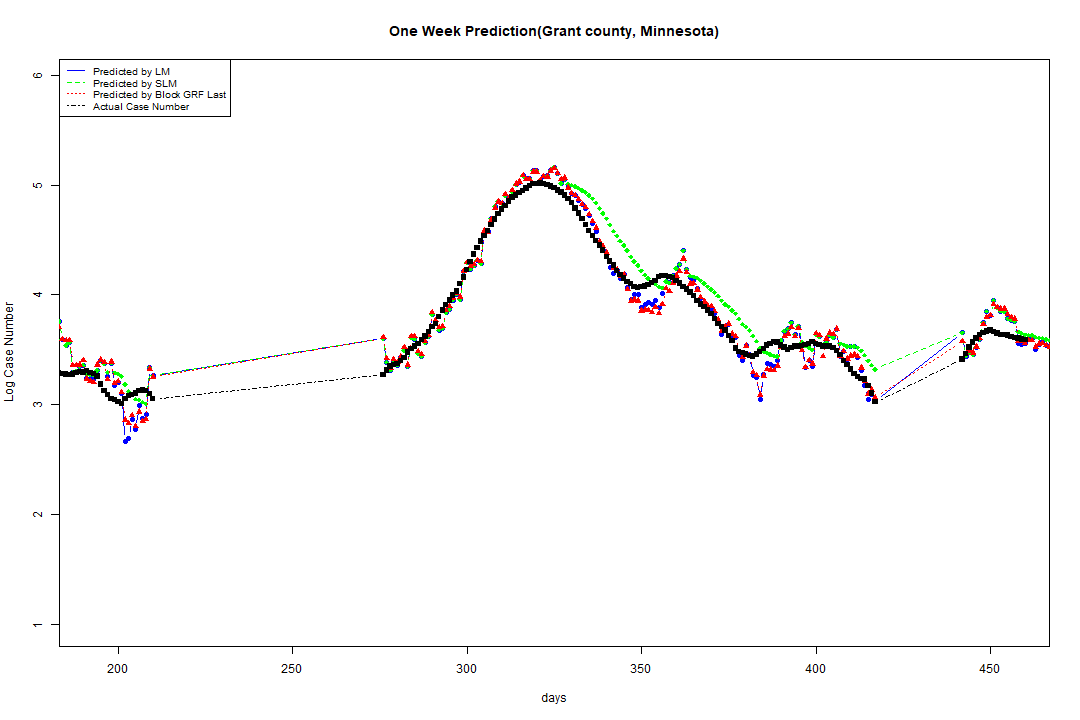 One Week Prediction(Grant county, Minnesota)
Predicted by LM
Predicted by SLM
Predicted by Block GRF Last
Actual Case Number
Log Case Number
6
5
4
3
2
1
200 250 300 350 400 450
days